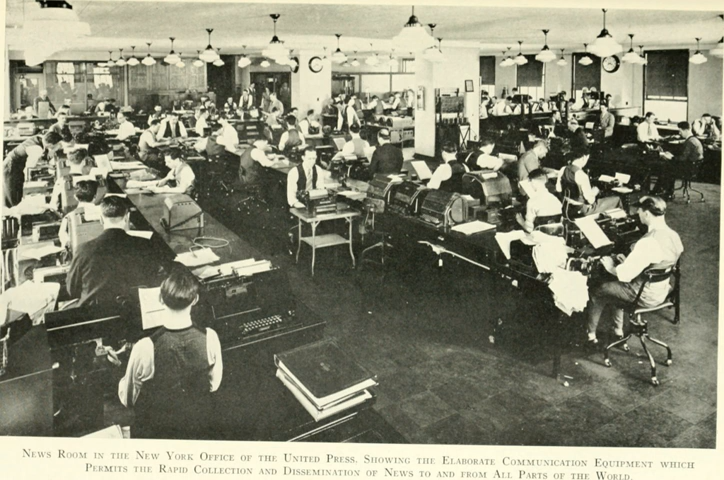 News Room in the New York Office of the United Press. Showing the Elaborate Communication Equipment which
Permits the Rapid Collection and Dissemination of News to and from All Parts of the World.